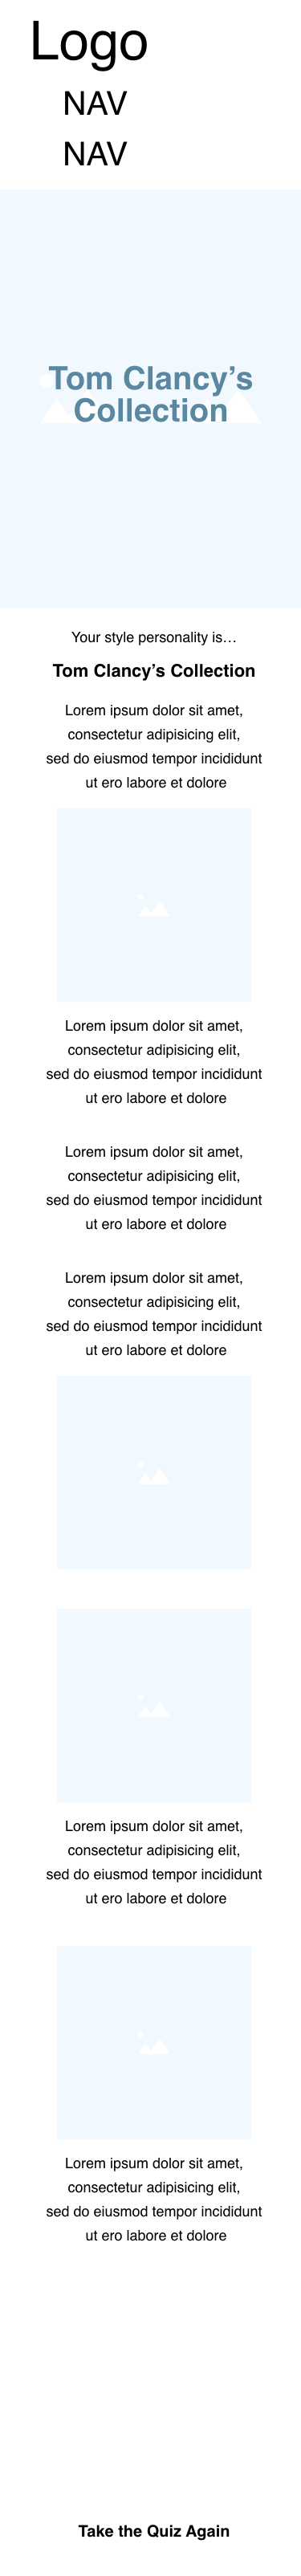 Logo
NAV
NAV
Tom Clancy’s
Collection
Your style personality is…
Tom Clancy’s Collection
Lorem ipsum dolor sit amet,
consectetur adipisicing elit,
sed do eiusmod tempor incididunt
ut ero labore et dolore
Lorem ipsum dolor sit amet,
consectetur adipisicing elit,
sed do eiusmod tempor incididunt
ut ero labore et dolore
Lorem ipsum dolor sit amet,
consectetur adipisicing elit,
sed do eiusmod tempor incididunt
ut ero labore et dolore
Lorem ipsum dolor sit amet,
consectetur adipisicing elit,
sed do eiusmod tempor incididunt
ut ero labore et dolore
Lorem ipsum dolor sit amet,
consectetur adipisicing elit,
sed do eiusmod tempor incididunt
ut ero labore et dolore
Lorem ipsum dolor sit amet,
consectetur adipisicing elit,
sed do eiusmod tempor incididunt
ut ero labore et dolore
Take the Quiz Again